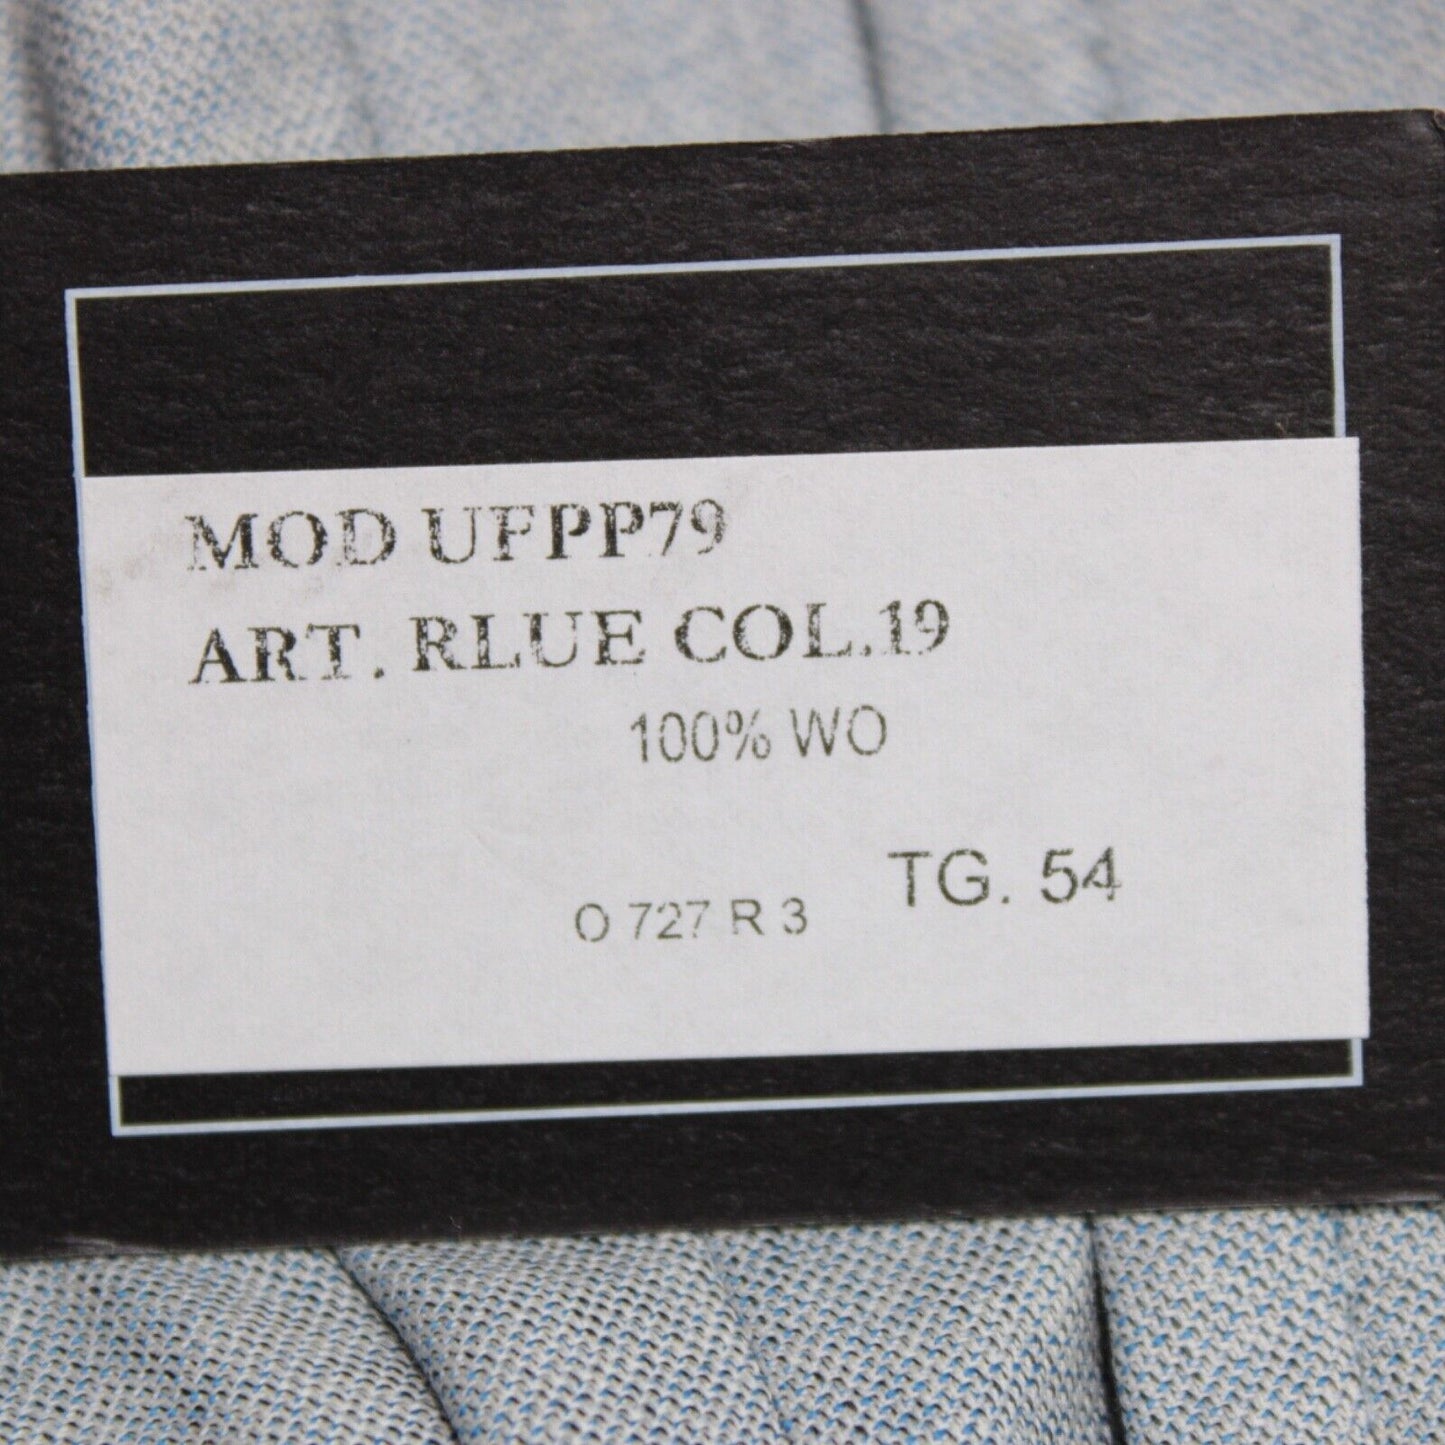 MOD UFPP79
ART. RLUE COL.19
100% WO
TG. 54
O 727 R 3